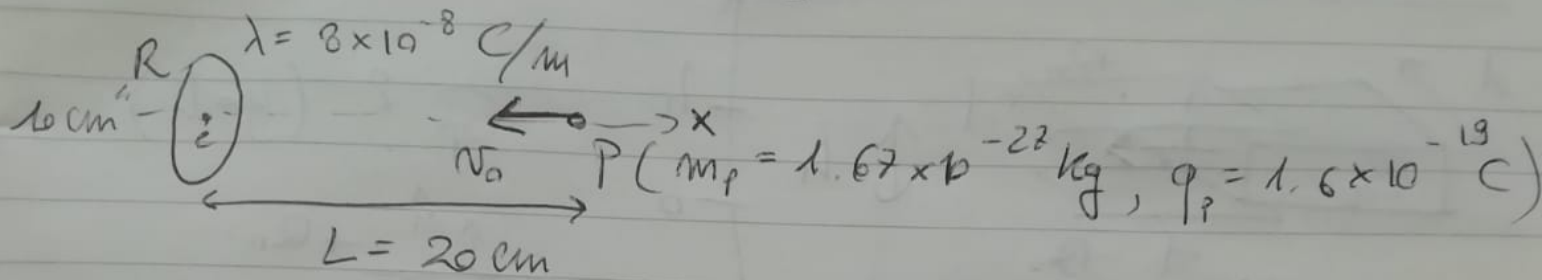 λ = 8×10⁻⁸ C/m
R
10 cm
c
v₀ P ( mₚ = 1.67×10⁻²⁷ kg, qₚ = 1.6×10⁻¹⁹ C )
x
L = 20 cm